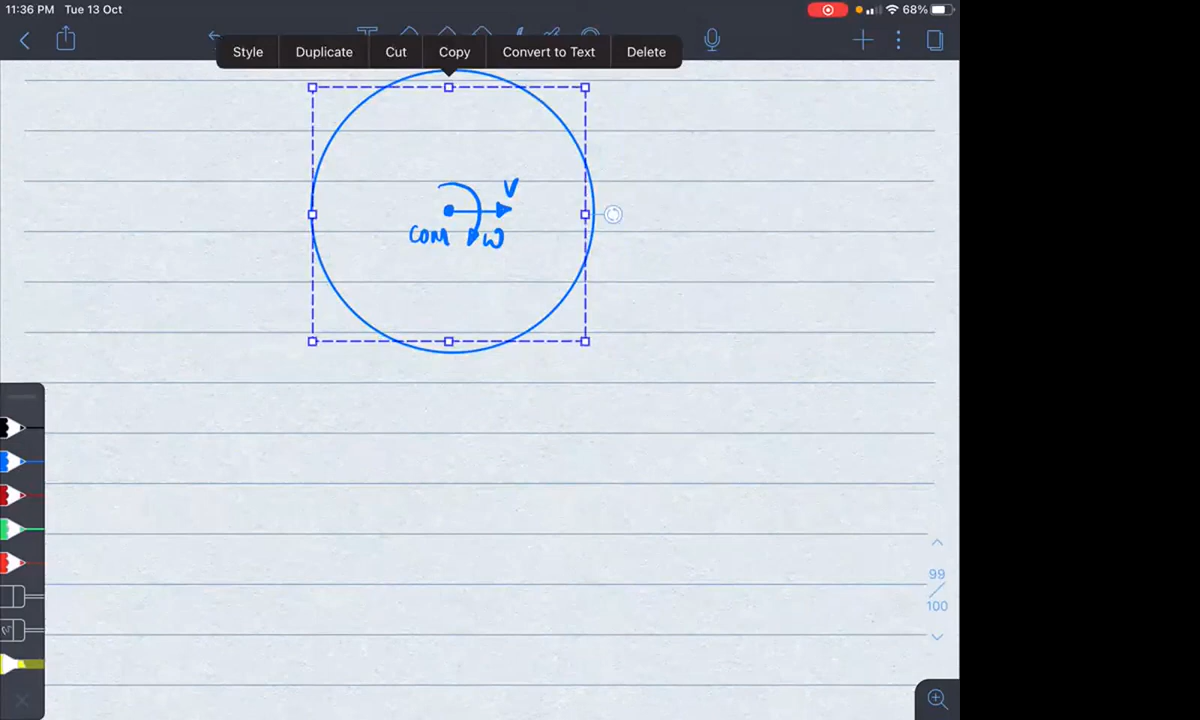 11:36 PM Tue 13 Oct
68%
Style Duplicate Cut Copy Convert to Text Delete
V
COM ω
99
100